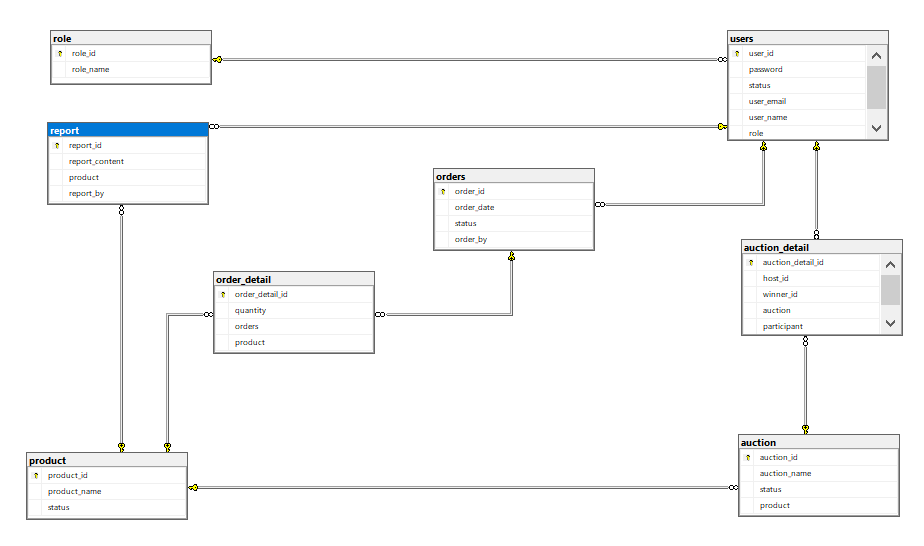 role
role_id
role_name
users
user_id
password
status
user_email
user_name
role
report
report_id
report_content
product
report_by
orders
order_id
order_date
status
order_by
auction_detail
auction_detail_id
host_id
winner_id
auction
participant
order_detail
order_detail_id
quantity
orders
product
product
product_id
product_name
status
auction
auction_id
auction_name
status
product